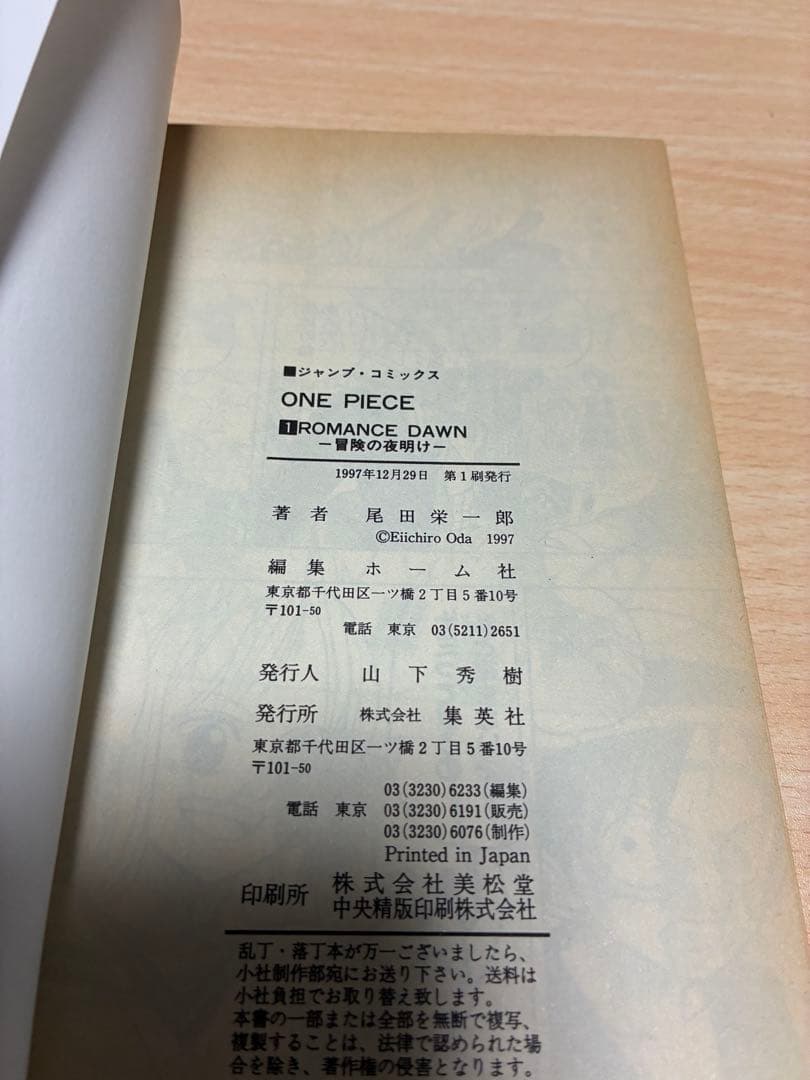 ■ジャンプ・コミックス
ONE PIECE
1 ROMANCE DAWN
―冒険の夜明け―
1997年12月29日 第1刷発行
著者 尾田栄一郎
©Eiichiro Oda 1997
編集 ホーム社
東京都千代田区一ツ橋2丁目5番10号
〒101-50
電話 東京 03(5211)2651
発行人 山下秀樹
発行所 株式会社 集英社
東京都千代田区一ツ橋2丁目5番10号
〒101-50
03(3230)6233(編集)
電話 東京 03(3230)6191(販売)
03(3230)6076(制作)
Printed in Japan
印刷所 株式会社美松堂
中央精版印刷株式会社
乱丁・落丁本が万一ございましたら、
小社制作部宛にお送り下さい。送料は
小社負担でお取り替え致します。
本書の一部または全部を無断で複写、
複製することは、法律で認められた場
合を除き、著作権の侵害となります。